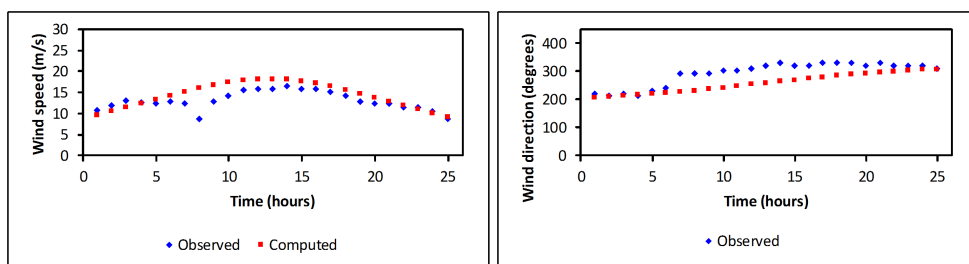 Wind speed (m/s)
30
25
20
15
10
5
0
0 5 10 15 20 25
Time (hours)
Observed Computed
Wind direction (degrees)
400
300
200
100
0
0 5 10 15 20 25
Time (hours)
Observed